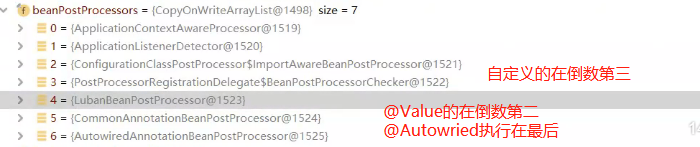 beanPostProcessors = {CopyOnWriteArrayList@1498} size = 7
0 = {ApplicationContextAwareProcessor@1519}
1 = {ApplicationListenerDetector@1520}
2 = {ConfigurationClassPostProcessor$ImportAwareBeanPostProcessor@1521}
3 = {PostProcessorRegistrationDelegate$BeanPostProcessorChecker@1522}
自定义的在倒数第三
4 = {LubanBeanPostProcessor@1523}
5 = {CommonAnnotationBeanPostProcessor@1524}
@Value的在倒数第二
6 = {AutowiredAnnotationBeanPostProcessor@1525}
@Autowried执行在最后
14